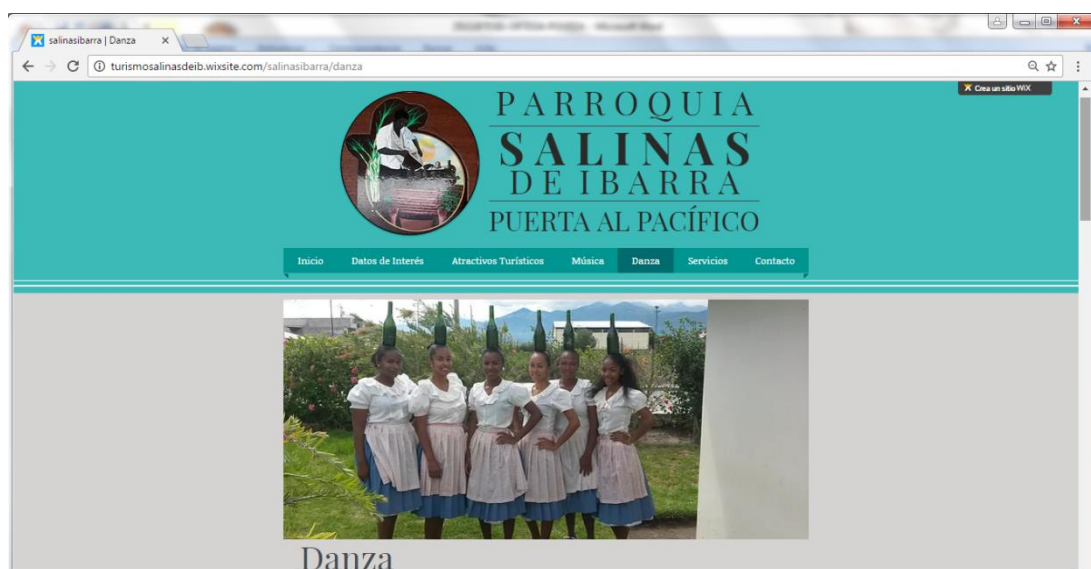 salinasibarra | Danza
turismosalinasdeib.wixsite.com/salinasibarra/danza
Crea un sitio WiX
PARROQUIA
SALINAS
DE IBARRA
PUERTA AL PACÍFICO
Inicio Datos de Interés Atractivos Turísticos Música Danza Servicios Contacto
Danza